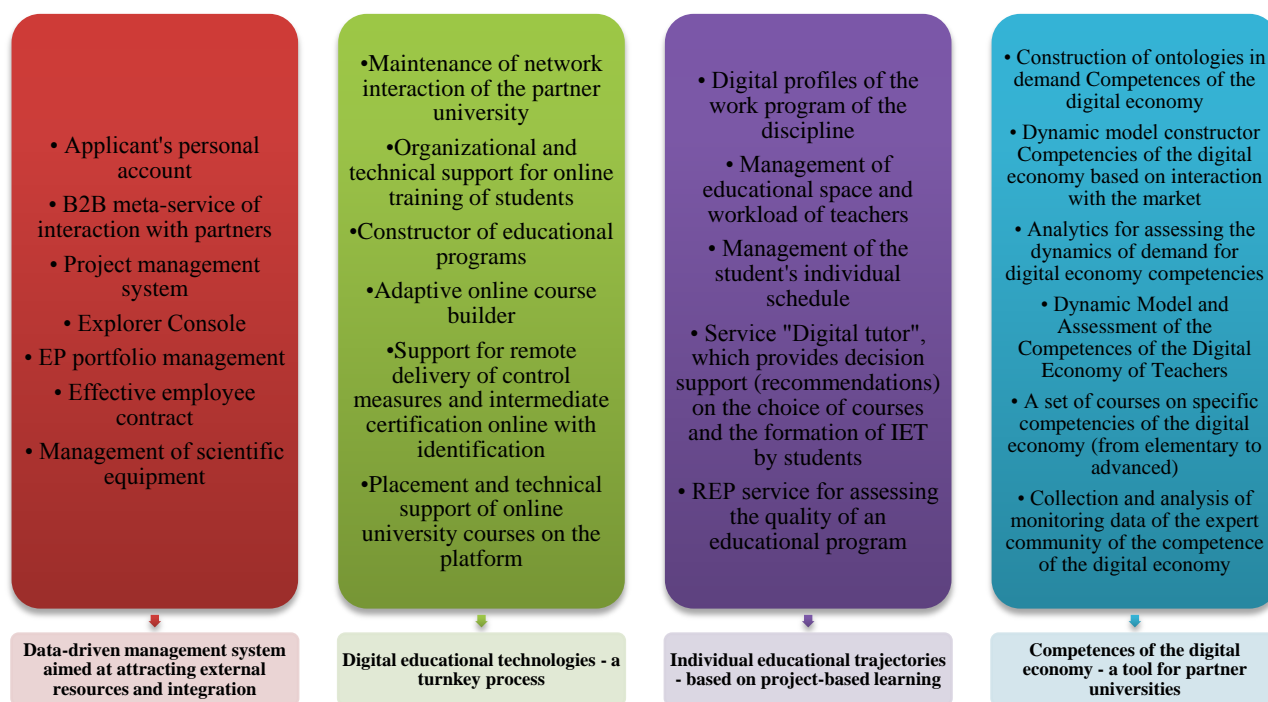 • Applicant's personal
account
• B2B meta-service of
interaction with partners
• Project management
system
• Explorer Console
• EP portfolio management
• Effective employee
contract
• Management of scientific
equipment
Data-driven management system
aimed at attracting external
resources and integration
•Maintenance of network
interaction of the partner
university
•Organizational and
technical support for online
training of students
•Constructor of educational
programs
•Adaptive online course
builder
•Support for remote
delivery of control
measures and intermediate
certification online with
identification
•Placement and technical
support of online
university courses on the
platform
Digital educational technologies - a
turnkey process
• Digital profiles of the
work program of the
discipline
• Management of
educational space and
workload of teachers
• Management of the
student's individual
schedule
• Service "Digital tutor",
which provides decision
support (recommendations)
on the choice of courses
and the formation of IET
by students
• REP service for assessing
the quality of an
educational program
Individual educational trajectories
- based on project-based learning
• Construction of ontologies in
demand Competences of the
digital economy
• Dynamic model constructor
Competencies of the digital
economy based on interaction
with the market
• Analytics for assessing the
dynamics of demand for
digital economy competencies
• Dynamic Model and
Assessment of the
Competences of the Digital
Economy of Teachers
• A set of courses on specific
competencies of the digital
economy (from elementary to
advanced)
• Collection and analysis of
monitoring data of the expert
community of the competence
of the digital economy
Competences of the digital
economy - a tool for partner
universities